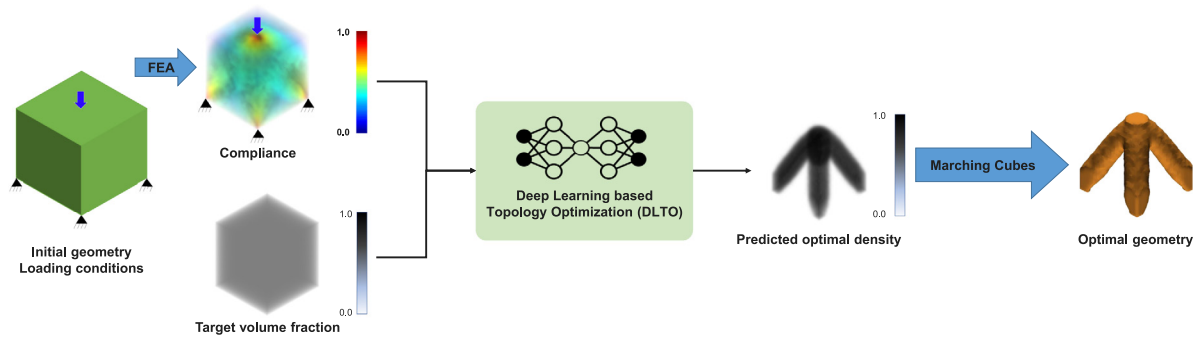 Initial geometry
Loading conditions
FEA
1.0
0.0
Compliance
1.0
0.0
Target volume fraction
Deep Learning based
Topology Optimization (DLTO)
1.0
0.0
Predicted optimal density
Marching Cubes
Optimal geometry